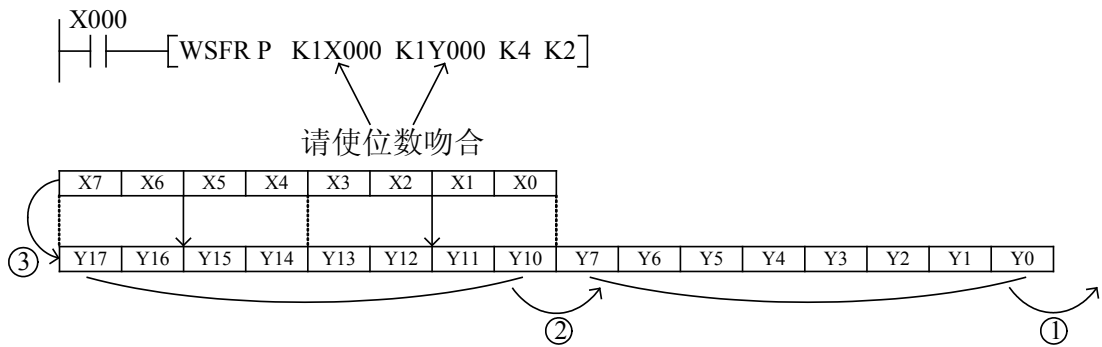 X000
WSFR P K1X000 K1Y000 K4 K2
请使位数吻合
X7 X6 X5 X4 X3 X2 X1 X0
③ Y17 Y16 Y15 Y14 Y13 Y12 Y11 Y10 Y7 Y6 Y5 Y4 Y3 Y2 Y1 Y0
② ①